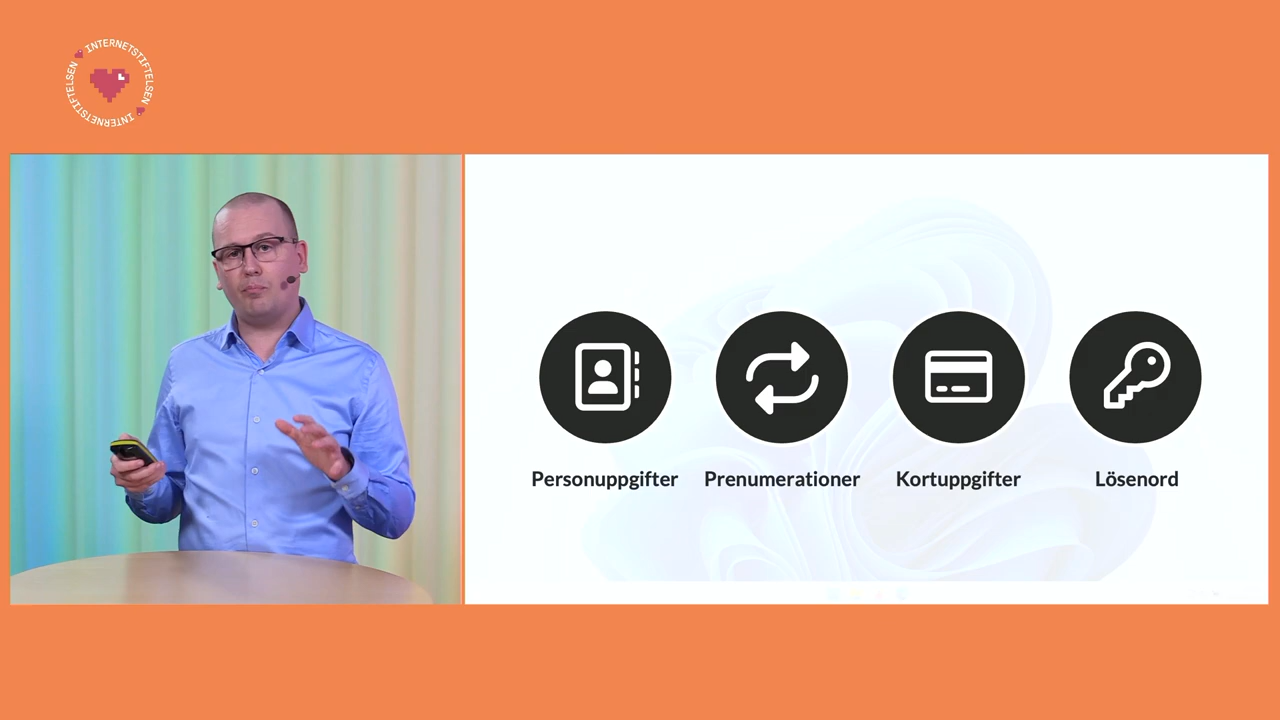 INTERNETSTIFTELSEN
INTERNETSTIFTELSEN
Personuppgifter
Prenumerationer
Kortuppgifter
Lösenord